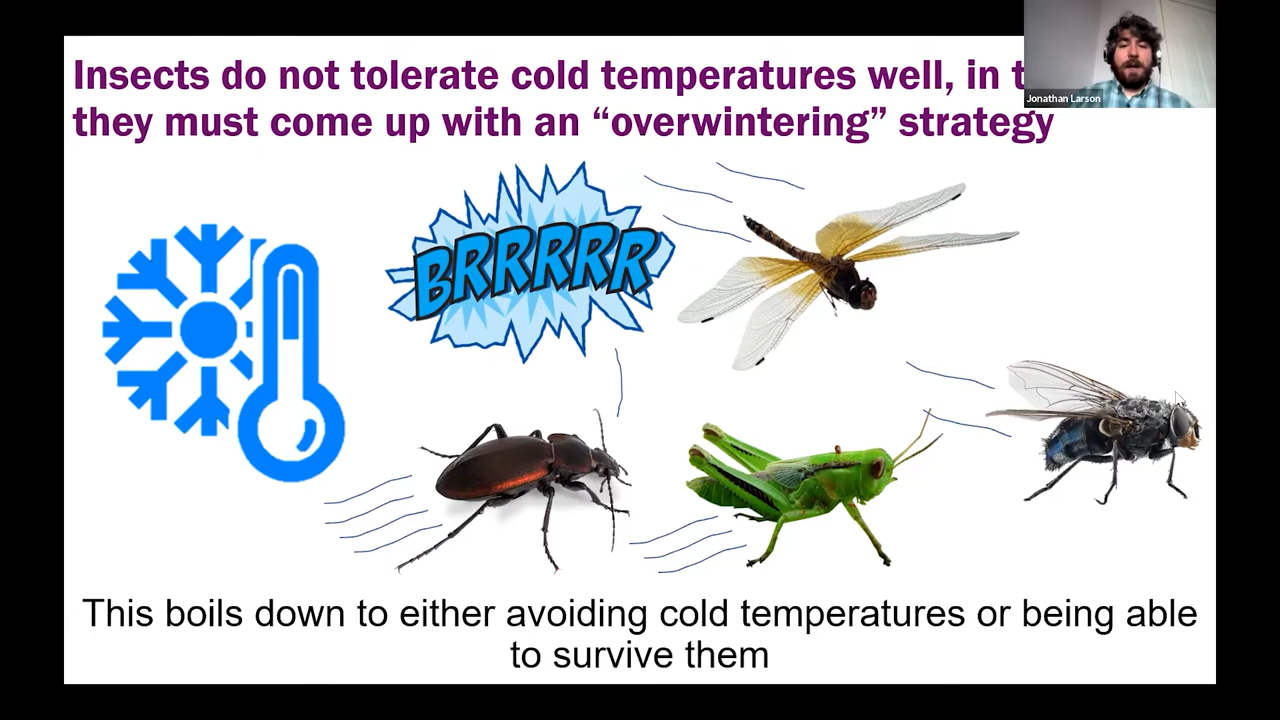 Insects do not tolerate cold temperatures well, in
they must come up with an “overwintering” strategy
Jonathan Larson
BRRRRR
This boils down to either avoiding cold temperatures or being able
to survive them